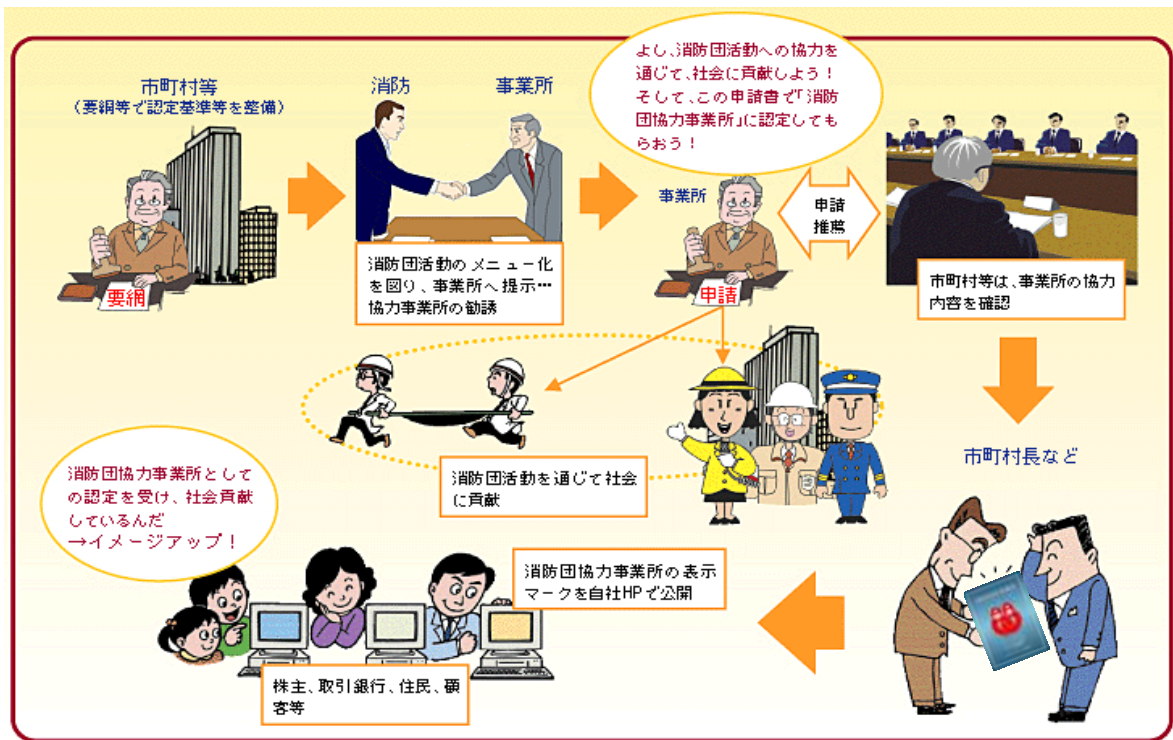 市町村等
（要綱等で認定基準等を整備）
要綱
消防
事業所
消防団活動のメニュー化
を図り、事業所へ提示…
協力事業所の勧誘
よし、消防団活動への協力を
通じて、社会に貢献しよう！
そして、この申請書で「消防
団協力事業所」に認定しても
らおう！
事業所
申請
申請
推薦
市町村等は、事業所の協力
内容を確認
消防団活動を通じて社会
に貢献
市町村長など
消防団協力事業所の表示
マークを自社HPで公開
消防団協力事業所として
の認定を受け、社会貢献
しているんだ
→イメージアップ！
株主、取引銀行、住民、顧
客等